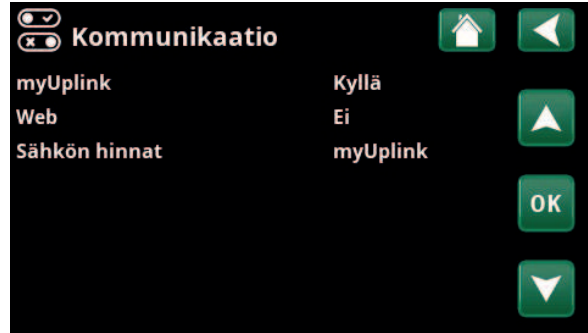 Kommunikaatio
myUplink Kyllä
Web Ei
Sähkön hinnat myUplink
OK